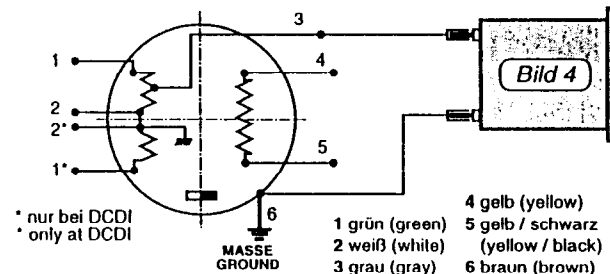 3
1
4
Bild 4
2
2*
5
1*
6
* nur bei DCDI
* only at DCDI
MASSE
GROUND
1 grün (green)
2 weiß (white)
3 grau (gray)
4 gelb (yellow)
5 gelb / schwarz
(yellow / black)
6 braun (brown)